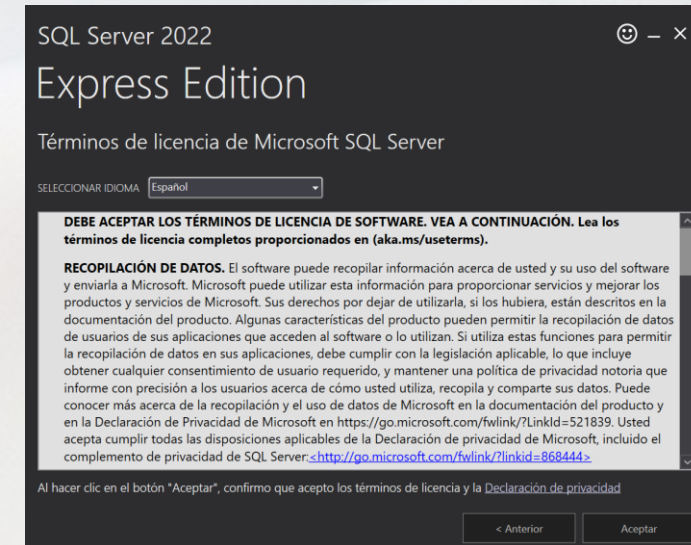 SQL Server 2022
Express Edition
Términos de licencia de Microsoft SQL Server
SELECCIONAR IDIOMA Español
DEBE ACEPTAR LOS TÉRMINOS DE LICENCIA DE SOFTWARE. VEA A CONTINUACIÓN. Lea los
términos de licencia completos proporcionados en (aka.ms/useterms).
RECOPILACIÓN DE DATOS. El software puede recopilar información acerca de usted y su uso del software
y enviarla a Microsoft. Microsoft puede utilizar esta información para proporcionar servicios y mejorar los
productos y servicios de Microsoft. Sus derechos por dejar de utilizarla, si los hubiera, están descritos en la
documentación del producto. Algunas características del producto pueden permitir la recopilación de datos
de usuarios de sus aplicaciones que acceden al software o lo utilizan. Si utiliza estas funciones para permitir
la recopilación de datos en sus aplicaciones, debe cumplir con la legislación aplicable, lo que incluye
obtener cualquier consentimiento de usuario requerido, y mantener una política de privacidad notoria que
informe con precisión a los usuarios acerca de cómo usted utiliza, recopila y comparte sus datos. Puede
conocer más acerca de la recopilación y el uso de datos de Microsoft en la documentación del producto y
en la Declaración de Privacidad de Microsoft en https://go.microsoft.com/fwlink/?LinkId=521839. Usted
acepta cumplir todas las disposiciones aplicables de la Declaración de privacidad de Microsoft, incluido el
complemento de privacidad de SQL Server:<http://go.microsoft.com/fwlink/?linkid=868444>
Al hacer clic en el botón "Aceptar", confirmo que acepto los términos de licencia y la Declaración de privacidad
< Anterior
Aceptar